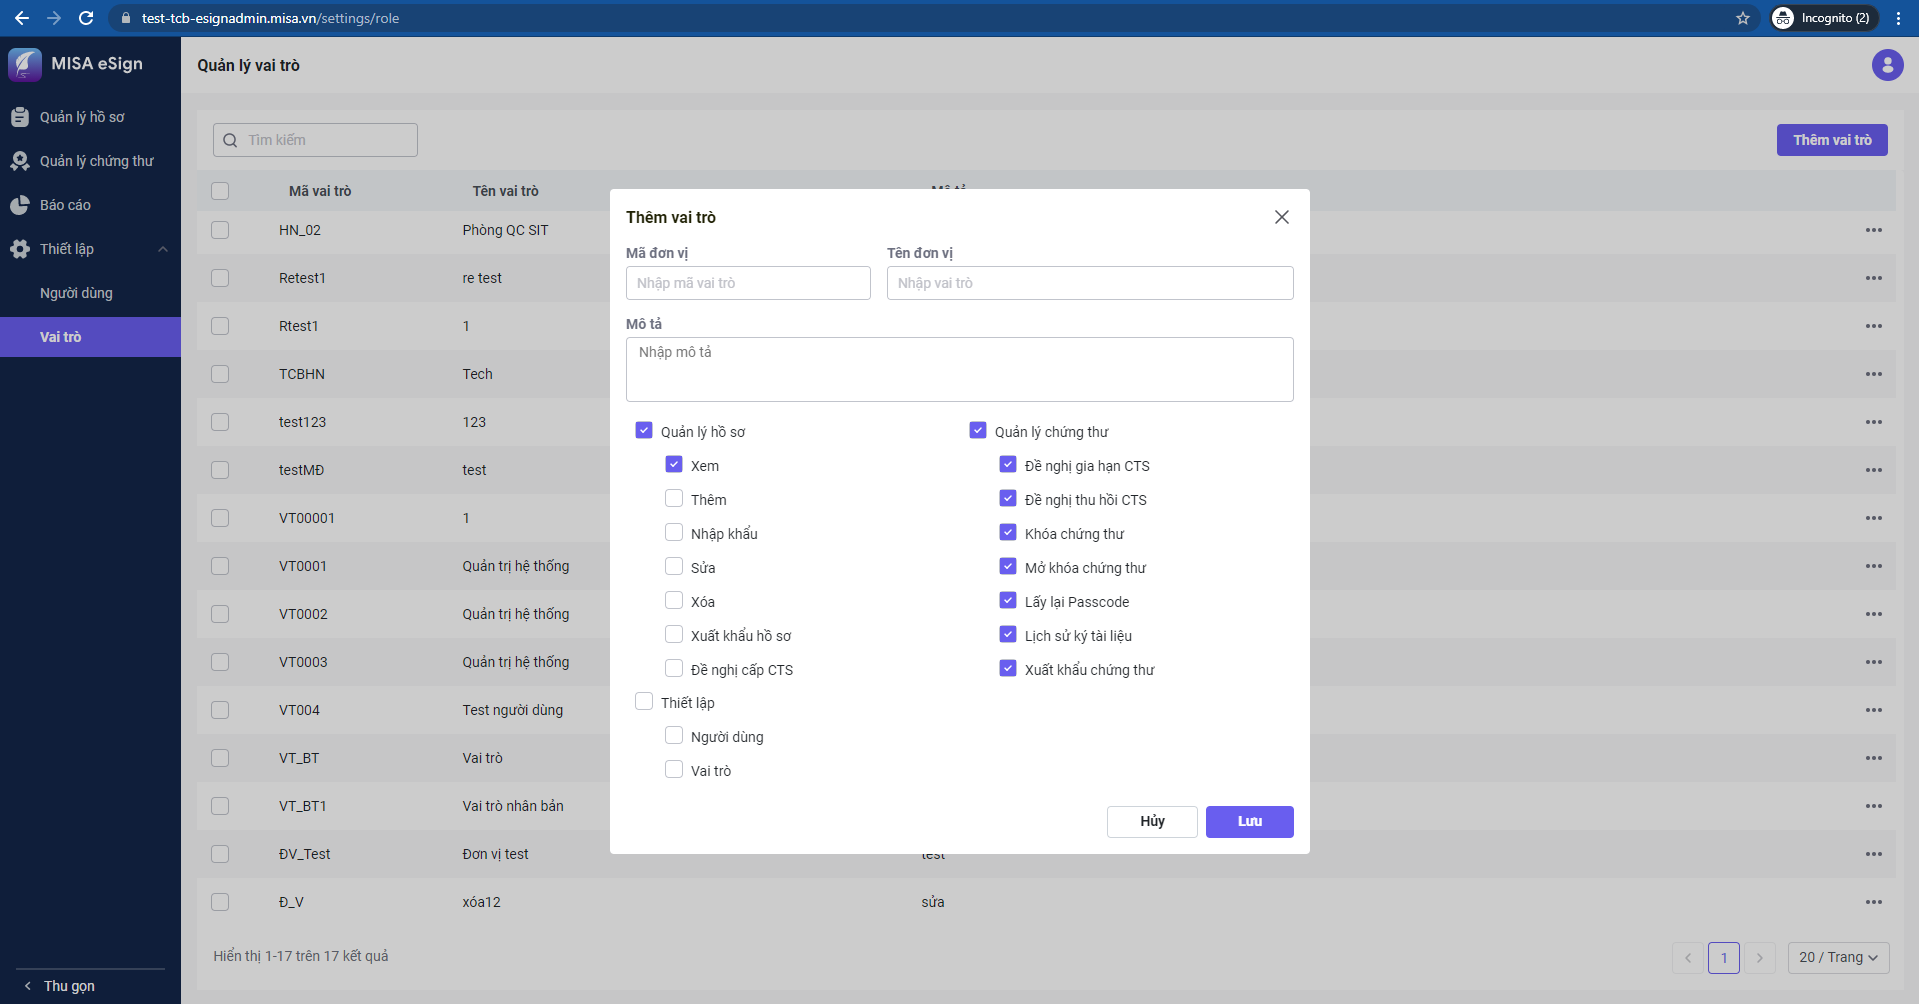 test-tcb-esignadmin.misa.vn/settings/role
Incognito (2)
MISA eSign
Quản lý hồ sơ
Quản lý chứng thư
Báo cáo
Thiết lập
Người dùng
Vai trò
Thu gọn
Quản lý vai trò
Tìm kiếm
Thêm vai trò
Mã vai trò
Tên vai trò
Mô tả
HN_02
Phòng QC SIT
Retest1
re test
Rtest1
1
TCBHN
Tech
test123
123
testMĐ
test
VT00001
1
VT0001
Quản trị hệ thống
VT0002
Quản trị hệ thống
VT0003
Quản trị hệ thống
VT004
Test người dùng
VT_BT
Vai trò
VT_BT1
Vai trò nhân bản
ĐV_Test
Đơn vị test
test
Đ_V
xóa12
sửa
Hiển thị 1-17 trên 17 kết quả
1
20 / Trang
Thêm vai trò
Mã đơn vị
Tên đơn vị
Nhập mã vai trò
Nhập vai trò
Mô tả
Nhập mô tả
Quản lý hồ sơ
Xem
Thêm
Nhập khẩu
Sửa
Xóa
Xuất khẩu hồ sơ
Đề nghị cấp CTS
Thiết lập
Người dùng
Vai trò
Quản lý chứng thư
Đề nghị gia hạn CTS
Đề nghị thu hồi CTS
Khóa chứng thư
Mở khóa chứng thư
Lấy lại Passcode
Lịch sử ký tài liệu
Xuất khẩu chứng thư
Hủy
Lưu